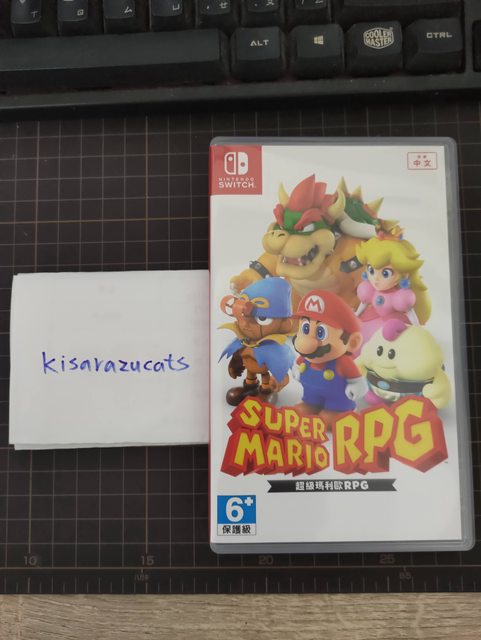 ALT
COOLER
MASTER
CTRL
NINTENDO
SWITCH
中文
M
kisarazucats
SUPER
MARIO
RPG
超級瑪利歐RPG
6+
保護級
10
15
20
25